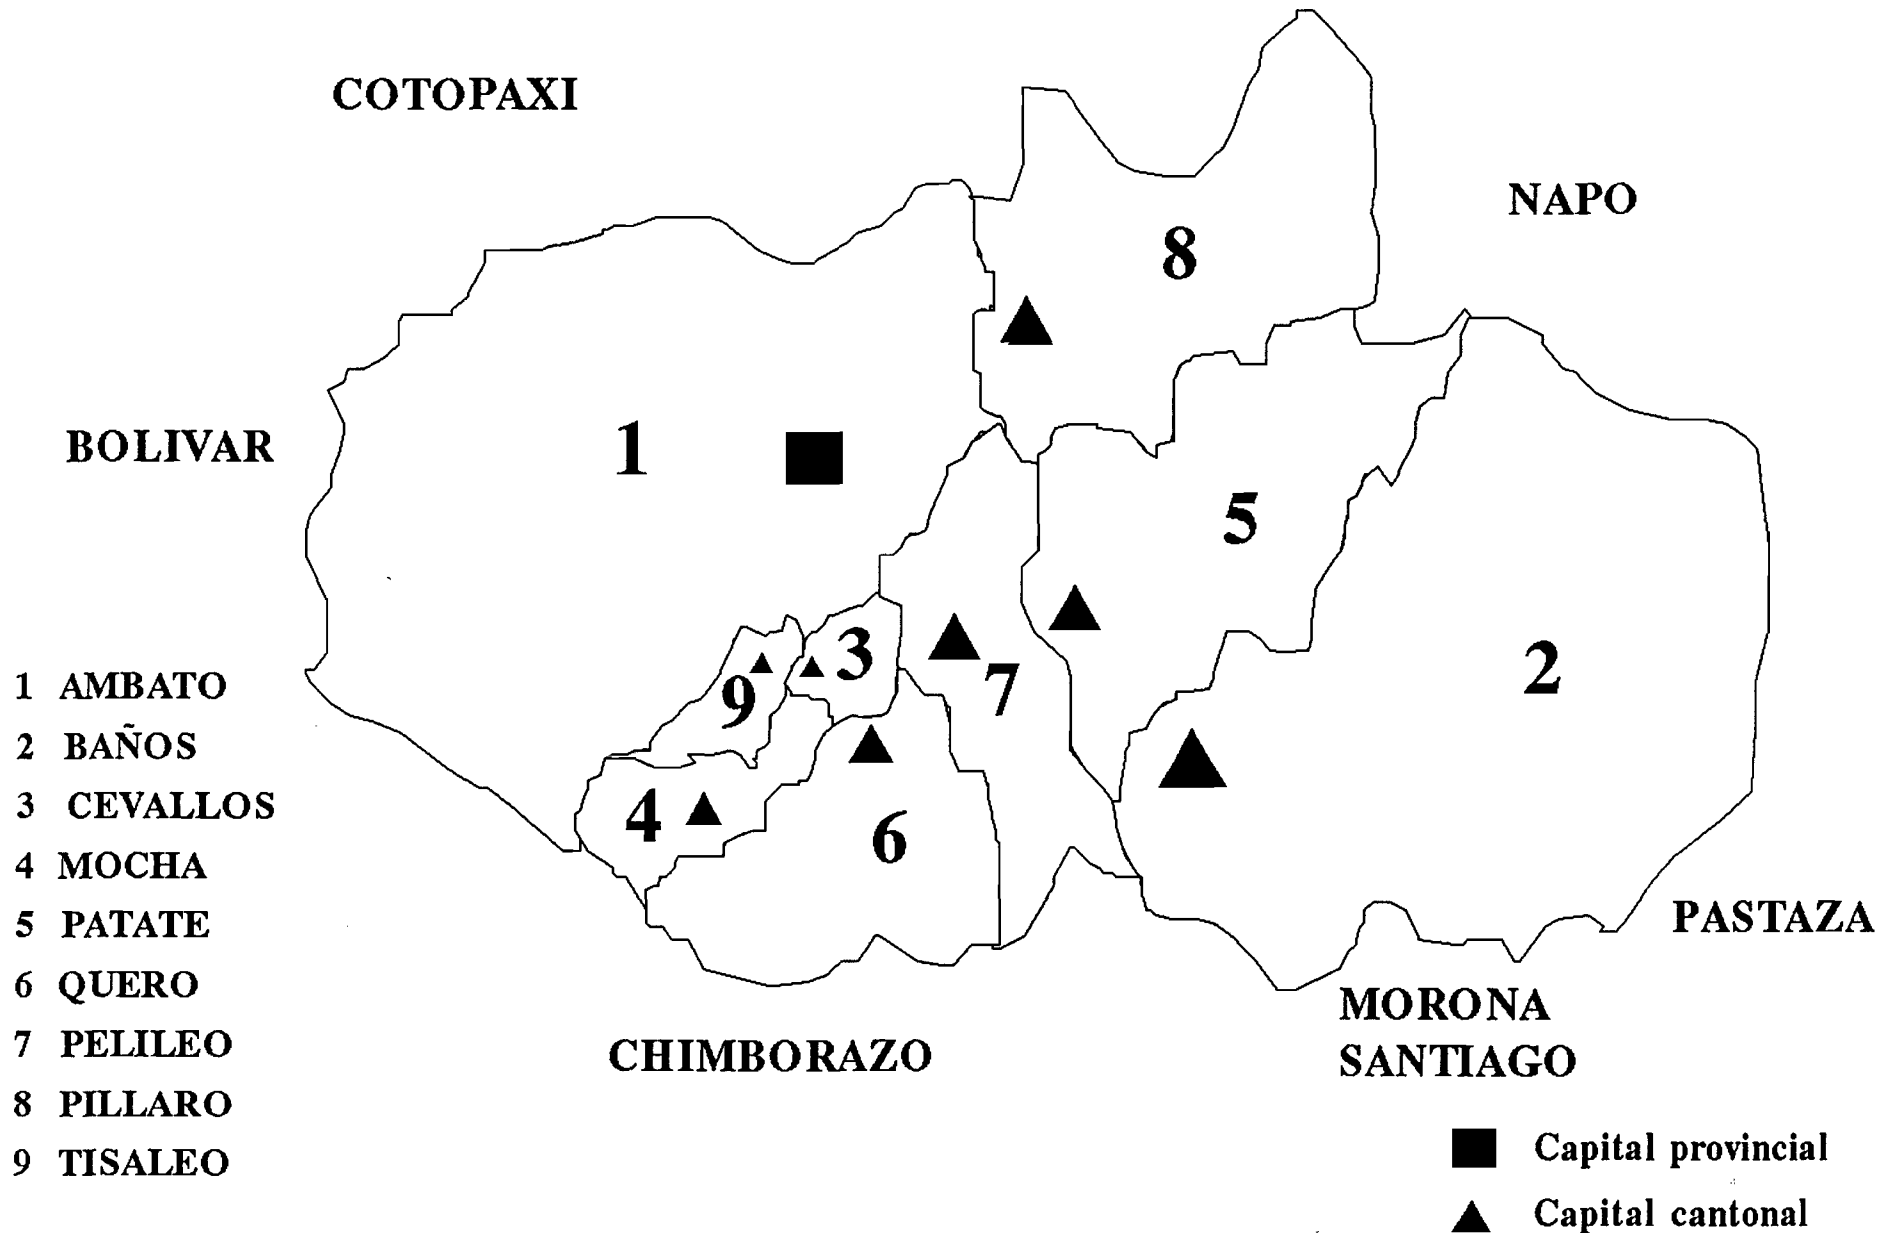 COTOPAXI
NAPO
8
BOLIVAR
1
5
3
2
7
9
4
6
1 AMBATO
2 BAÑOS
3 CEVALLOS
4 MOCHA
5 PATATE
6 QUERO
7 PELILEO
8 PILLARO
9 TISALEO
PASTAZA
MORONA
SANTIAGO
CHIMBORAZO
Capital provincial
Capital cantonal